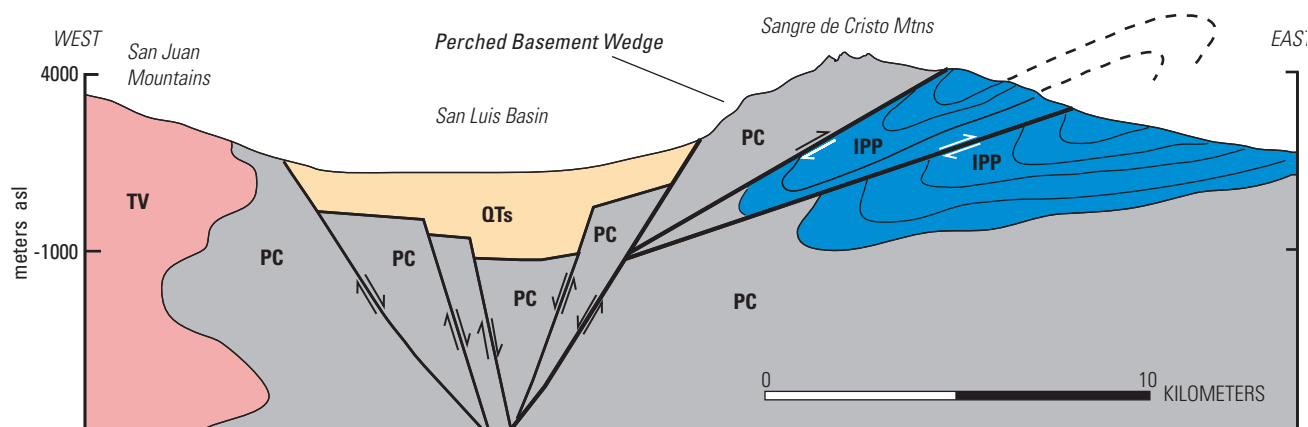 WEST
San Juan
Mountains
Perched Basement Wedge
Sangre de Cristo Mtns
EAST
4000
San Luis Basin
PC
IPP
IPP
TV
QTs
PC
meters asl
-1000
PC
PC
PC
PC
0
10
KILOMETERS